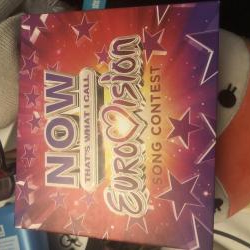 NOW
THAT'S WHAT I CALL
EUROVISION
SONG CONTEST